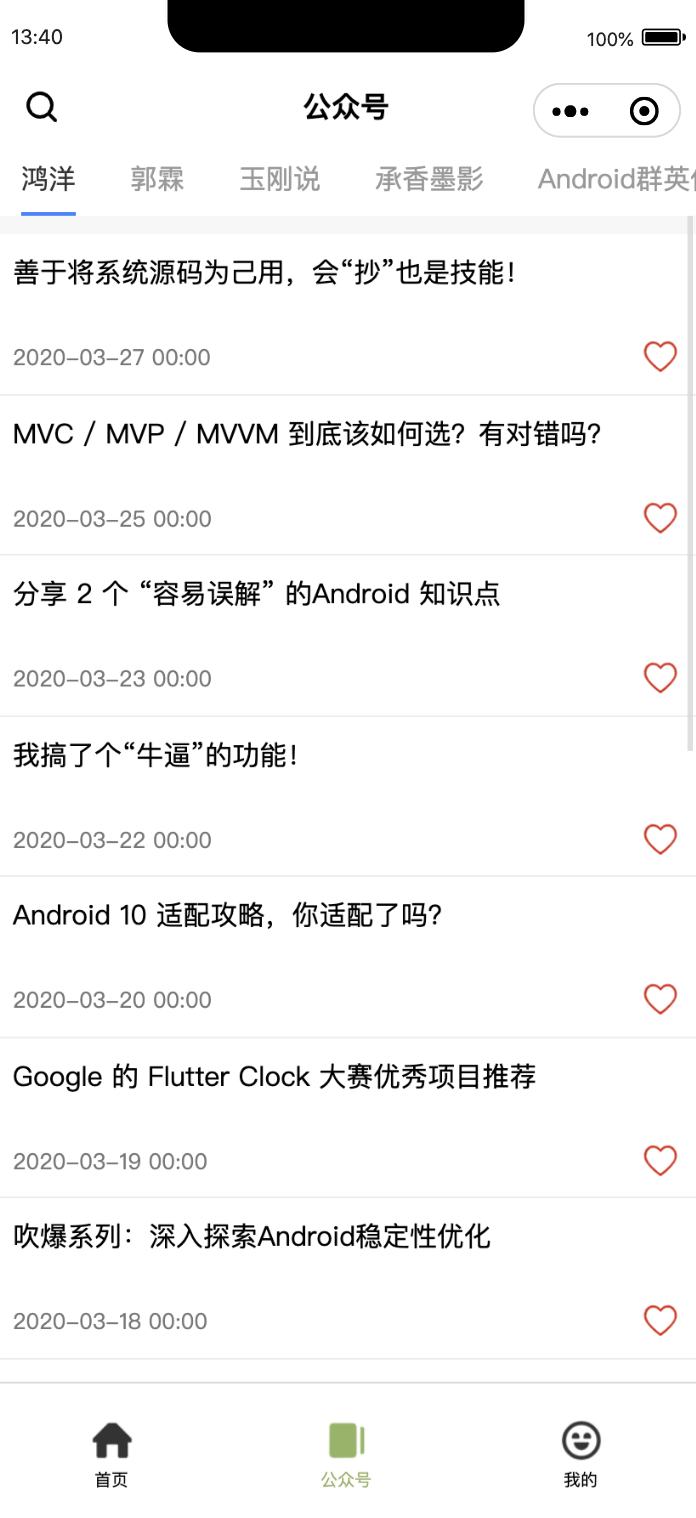 13:40
100%
公众号
鸿洋 郭霖 玉刚说 承香墨影 Android群英
善于将系统源码为己用，会“抄”也是技能！
2020-03-27 00:00
MVC / MVP / MVVM 到底该如何选？有对错吗?
2020-03-25 00:00
分享 2 个 “容易误解” 的Android 知识点
2020-03-23 00:00
我搞了个“牛逼”的功能！
2020-03-22 00:00
Android 10 适配攻略，你适配了吗?
2020-03-20 00:00
Google 的 Flutter Clock 大赛优秀项目推荐
2020-03-19 00:00
吹爆系列：深入探索Android稳定性优化
2020-03-18 00:00
首页 公众号 我的